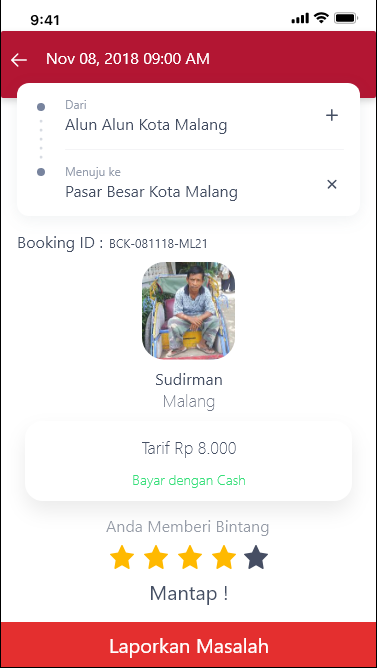 9:41
Nov 08, 2018 09:00 AM
Dari
Alun Alun Kota Malang
Menuju ke
Pasar Besar Kota Malang
Booking ID : BCK-081118-ML21
Sudirman
Malang
Tarif Rp 8.000
Bayar dengan Cash
Anda Memberi Bintang
Mantap !
Laporkan Masalah